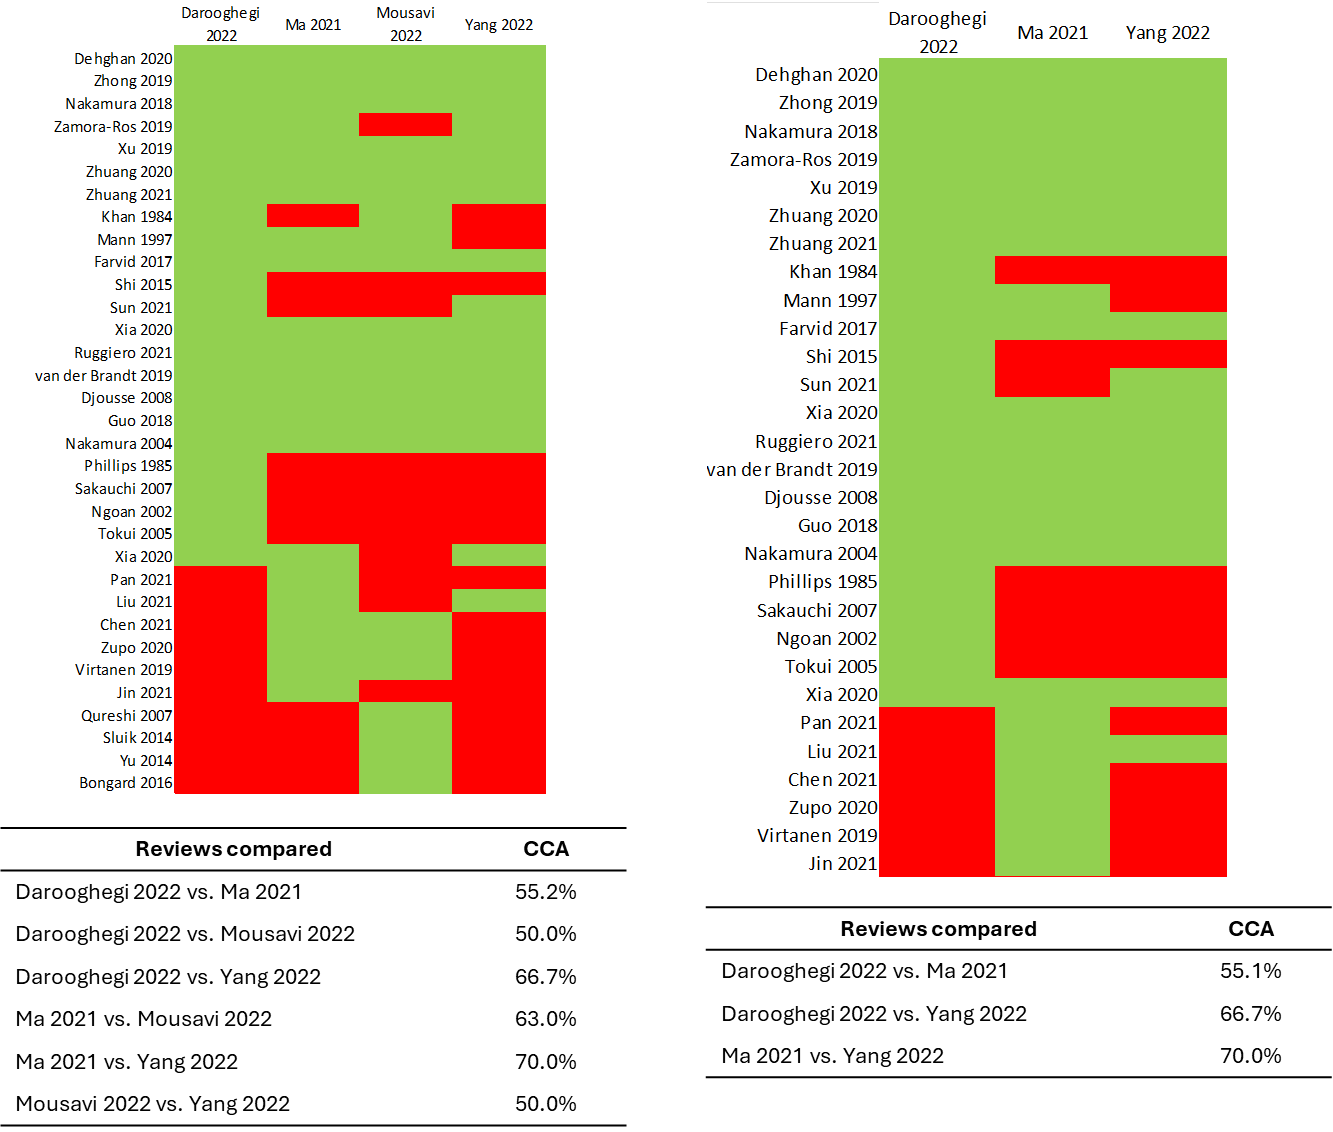 Darooghegi
2022
Ma 2021
Mousavi
2022
Yang 2022
Dehghan 2020
Zhong 2019
Nakamura 2018
Zamora-Ros 2019
Xu 2019
Zhuang 2020
Zhuang 2021
Khan 1984
Mann 1997
Farvid 2017
Shi 2015
Sun 2021
Xia 2020
Ruggiero 2021
van der Brandt 2019
Djousse 2008
Guo 2018
Nakamura 2004
Phillips 1985
Sakauchi 2007
Ngoan 2002
Tokui 2005
Xia 2020
Pan 2021
Liu 2021
Chen 2021
Zupo 2020
Virtanen 2019
Jin 2021
Qureshi 2007
Sluik 2014
Yu 2014
Bongard 2016
Reviews compared CCA
Darooghegi 2022 vs. Ma 2021 55.2%
Darooghegi 2022 vs. Mousavi 2022 50.0%
Darooghegi 2022 vs. Yang 2022 66.7%
Ma 2021 vs. Mousavi 2022 63.0%
Ma 2021 vs. Yang 2022 70.0%
Mousavi 2022 vs. Yang 2022 50.0%
Darooghegi
2022
Ma 2021
Yang 2022
Dehghan 2020
Zhong 2019
Nakamura 2018
Zamora-Ros 2019
Xu 2019
Zhuang 2020
Zhuang 2021
Khan 1984
Mann 1997
Farvid 2017
Shi 2015
Sun 2021
Xia 2020
Ruggiero 2021
van der Brandt 2019
Djousse 2008
Guo 2018
Nakamura 2004
Phillips 1985
Sakauchi 2007
Ngoan 2002
Tokui 2005
Xia 2020
Pan 2021
Liu 2021
Chen 2021
Zupo 2020
Virtanen 2019
Jin 2021
Reviews compared CCA
Darooghegi 2022 vs. Ma 2021 55.1%
Darooghegi 2022 vs. Yang 2022 66.7%
Ma 2021 vs. Yang 2022 70.0%